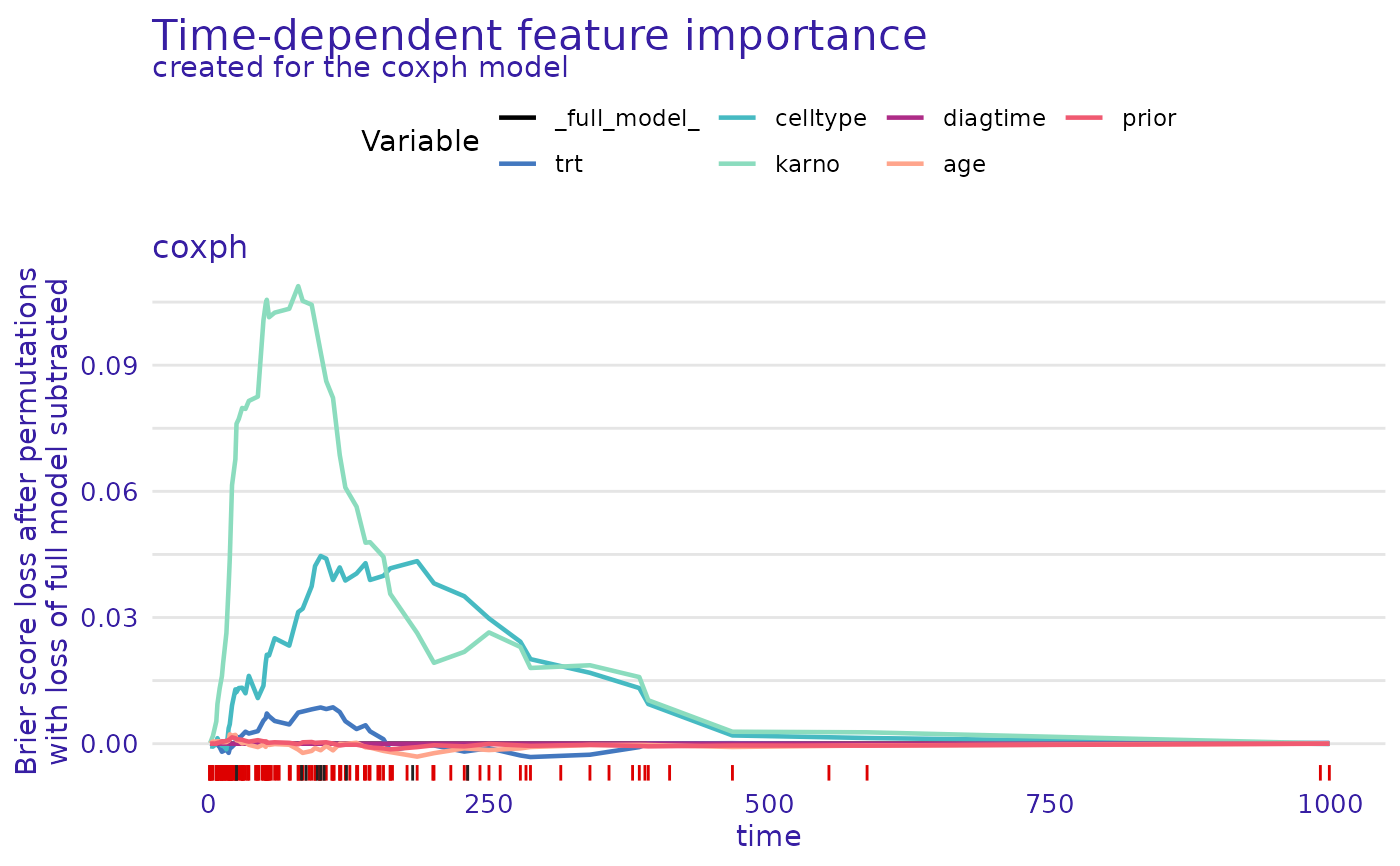 Time-dependent feature importance
created for the coxph model
Variable
_full_model_ celltype diagtime prior
trt karno age
coxph
Brier score loss after permutations
with loss of full model subtracted
0.09
0.06
0.03
0.00
0 250 500 750 1000
time